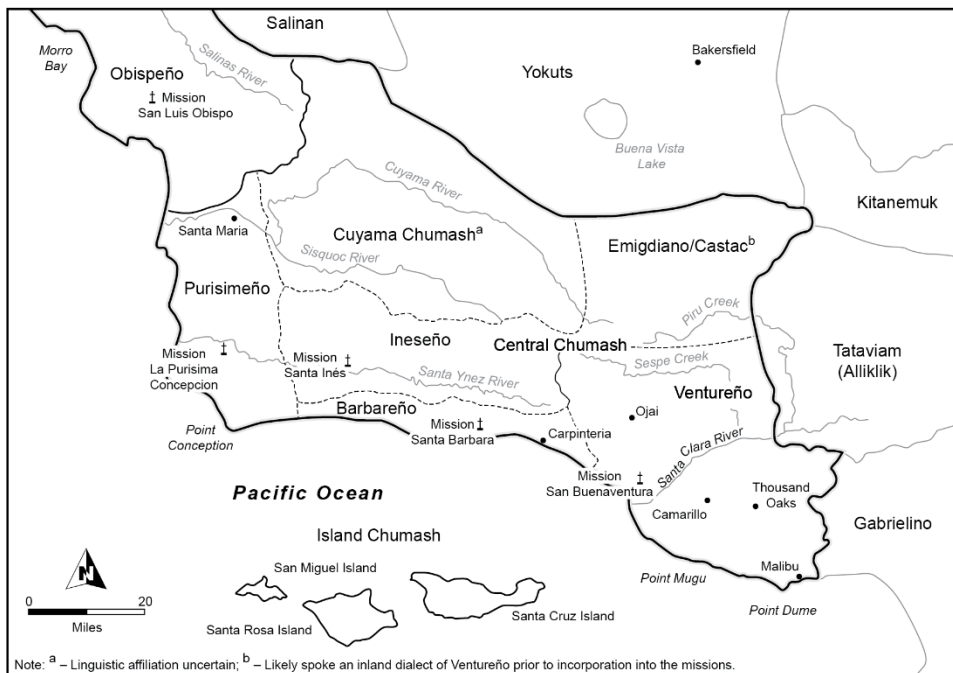 Salinan
Morro
Bay
Salinas River
Obispeño
Mission
San Luis Obispo
Yokuts
Bakersfield
Buena Vista
Lake
Kitanemuk
Cuyama River
Santa Maria
Cuyama Chumash a
Emigdiano/Castac b
Sisquoc River
Purisimeño
Piru Creek
Ineseño
Central Chumash
Mission
La Purisima
Concepcion
Mission
Santa Inés
Sespe Creek
Tataviam
(Alliklik)
Santa Ynez River
Ventureño
Barbareño
Ojai
Mission
Santa Barbara
Carpinteria
Point
Conception
Santa Clara River
Mission
San Buenaventura
Pacific Ocean
Thousand
Oaks
Camarillo
Gabrielino
Island Chumash
San Miguel Island
Malibu
Point Mugu
N
Santa Rosa Island
Santa Cruz Island
Point Dume
0 20
Miles
Note: a – Linguistic affiliation uncertain; b – Likely spoke an inland dialect of Ventureño prior to incorporation into the missions.